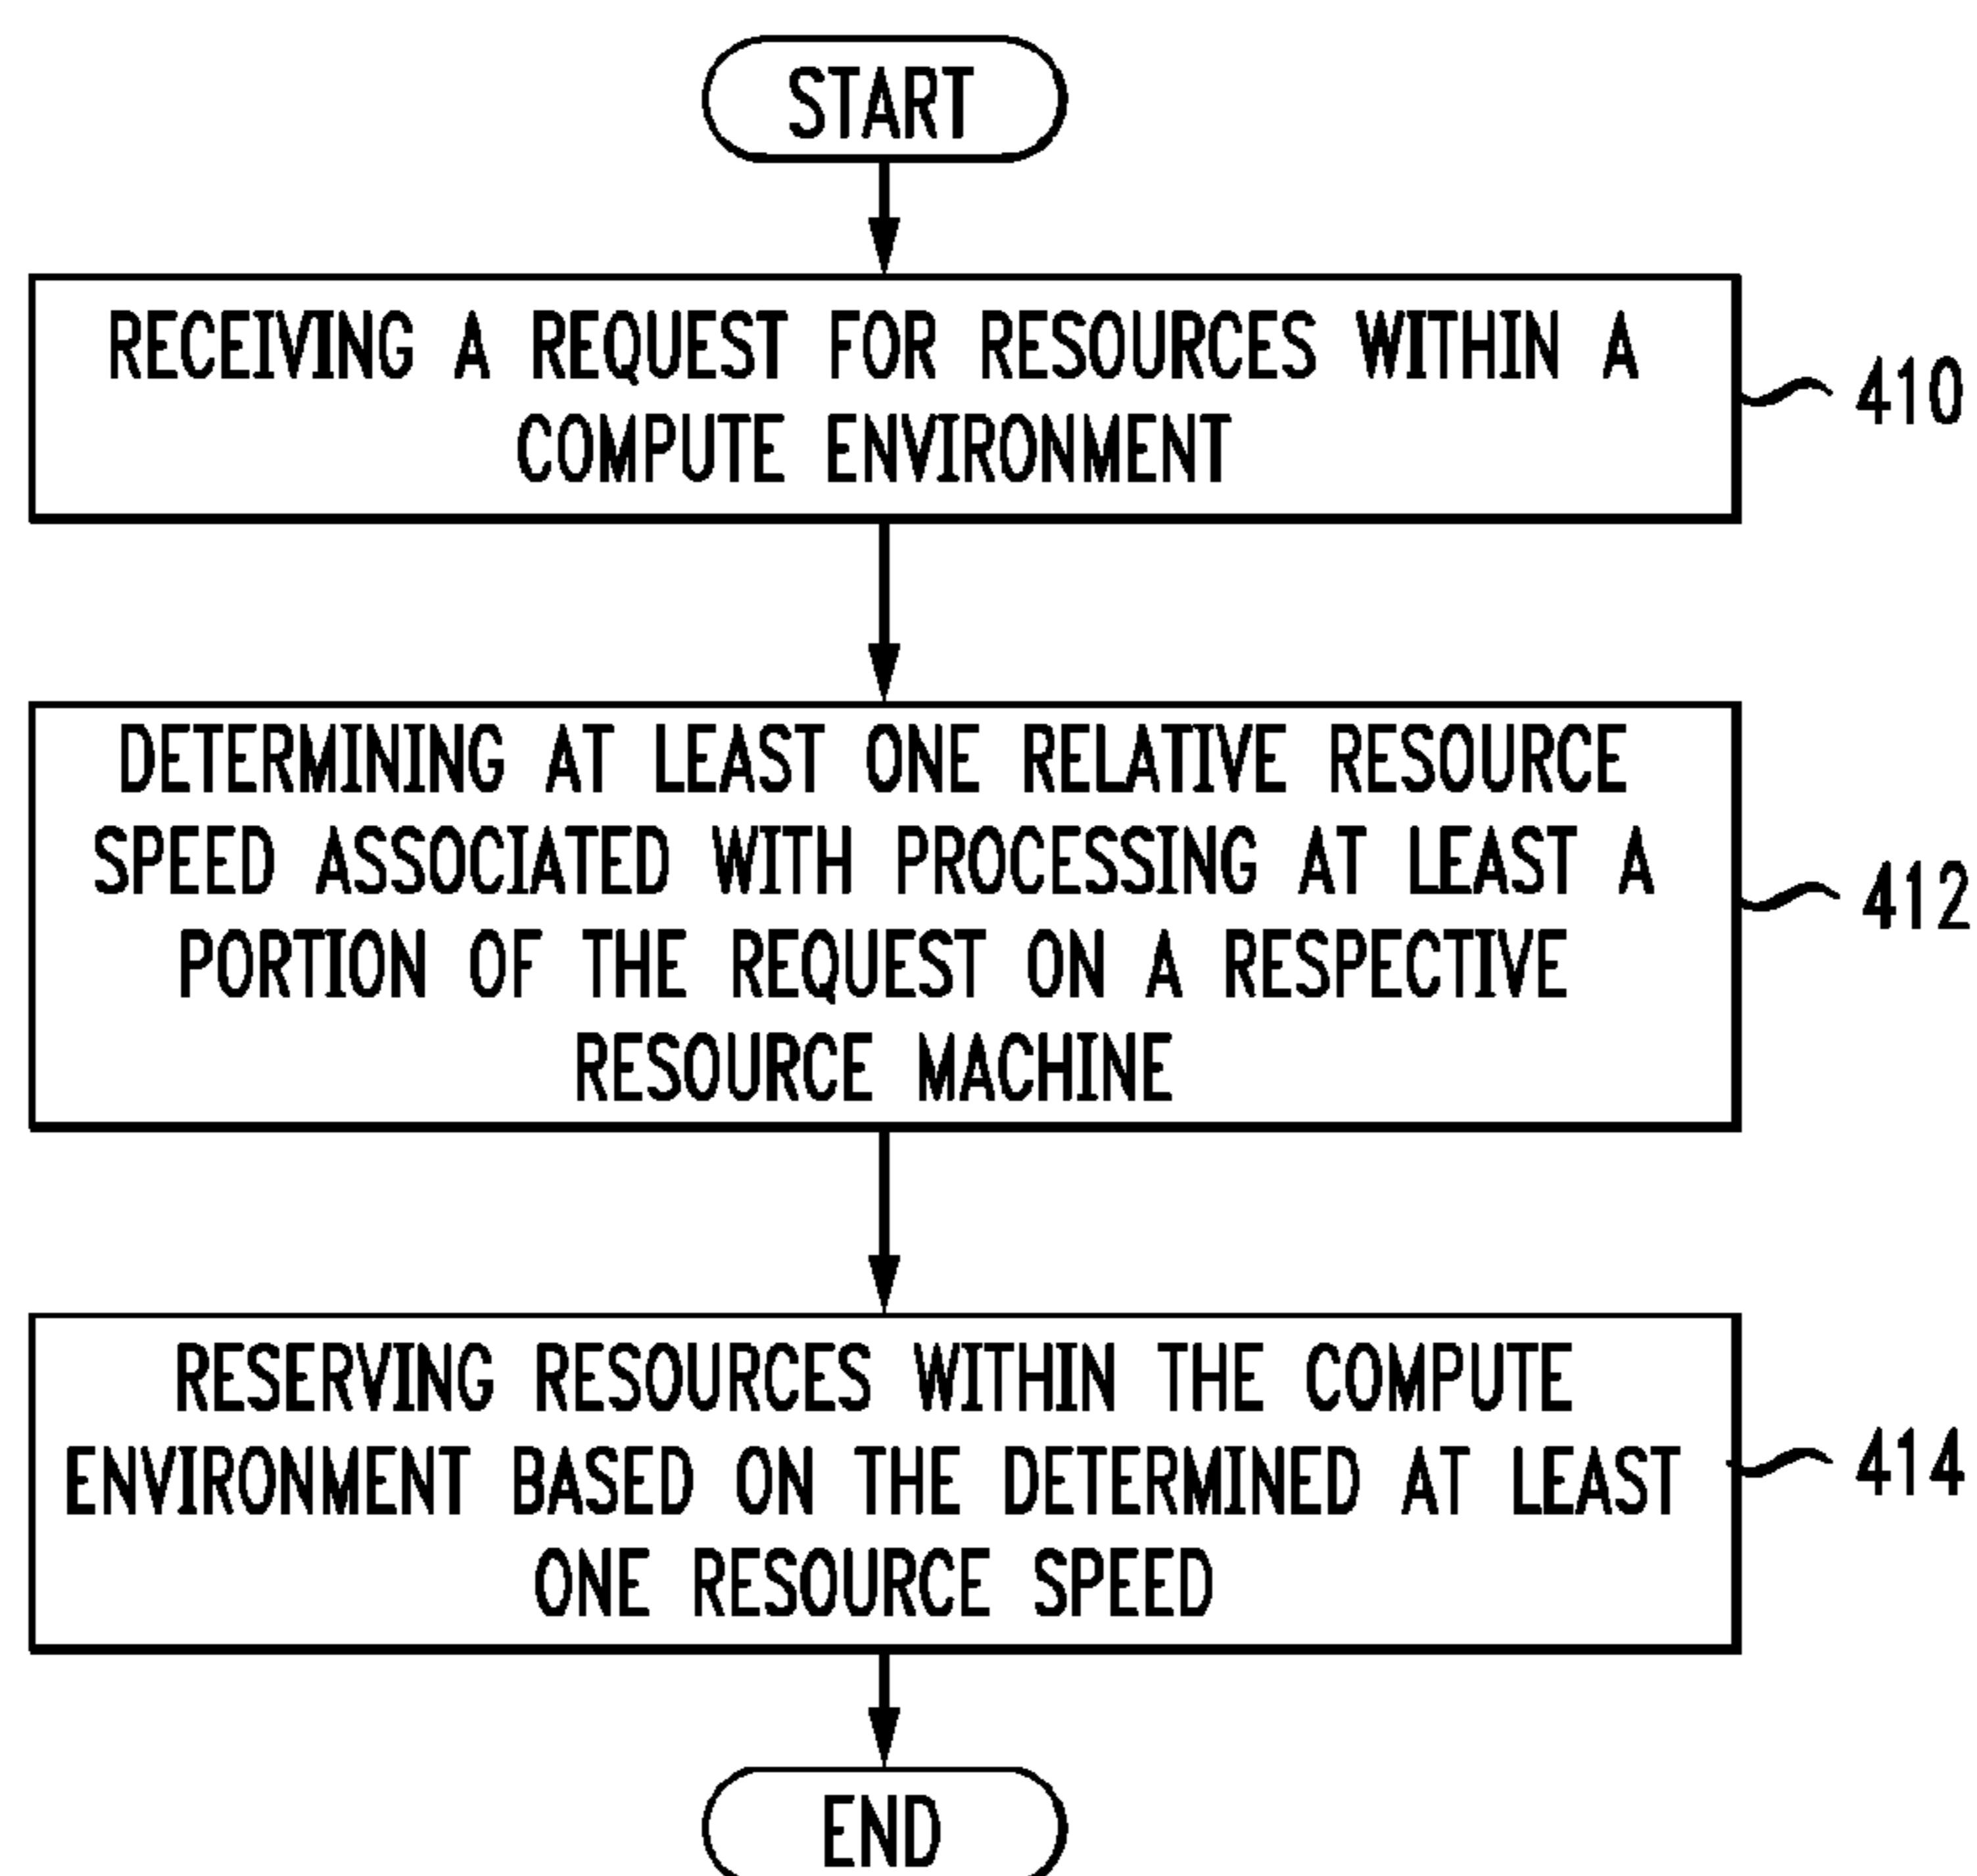 START
RECEIVING A REQUEST FOR RESOURCES WITHIN A
COMPUTE ENVIRONMENT
410
DETERMINING AT LEAST ONE RELATIVE RESOURCE
SPEED ASSOCIATED WITH PROCESSING AT LEAST A
PORTION OF THE REQUEST ON A RESPECTIVE
RESOURCE MACHINE
412
RESERVING RESOURCES WITHIN THE COMPUTE
ENVIRONMENT BASED ON THE DETERMINED AT LEAST
ONE RESOURCE SPEED
414
END